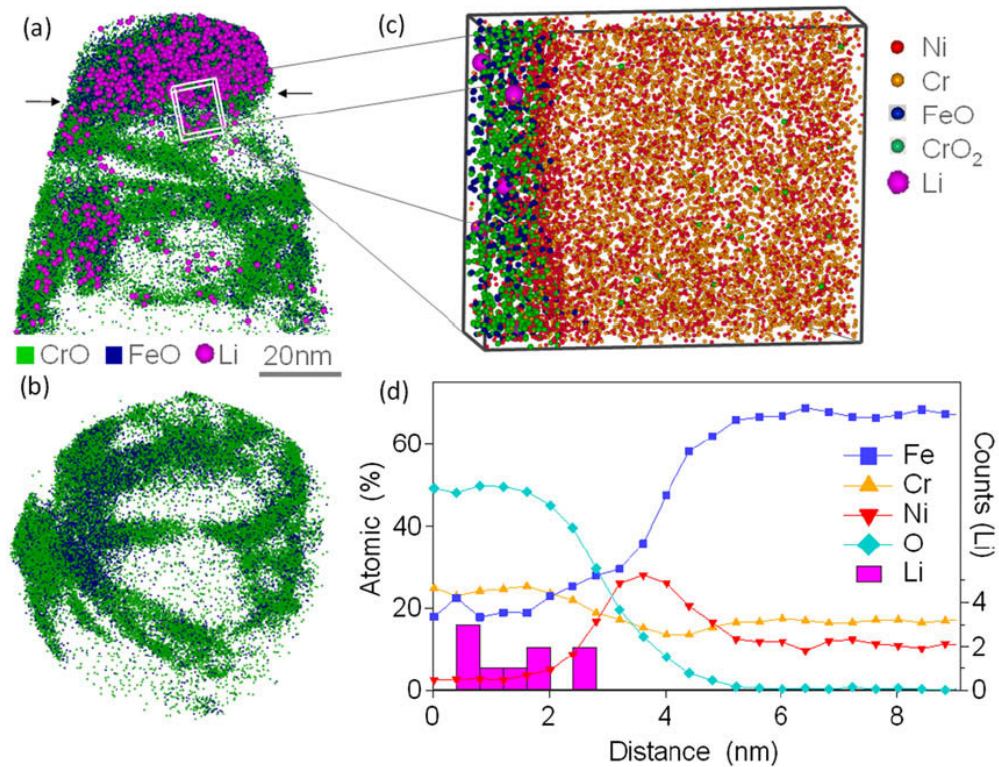 (a)
CrO FeO Li 20nm
(b)
(c)
Ni
Cr
FeO
CrO₂
Li
(d)
Atomic (%)
60
40
20
0
Fe
Cr
Ni
O
Li
Counts (Li)
4
2
0
0 2 4 6 8
Distance (nm)